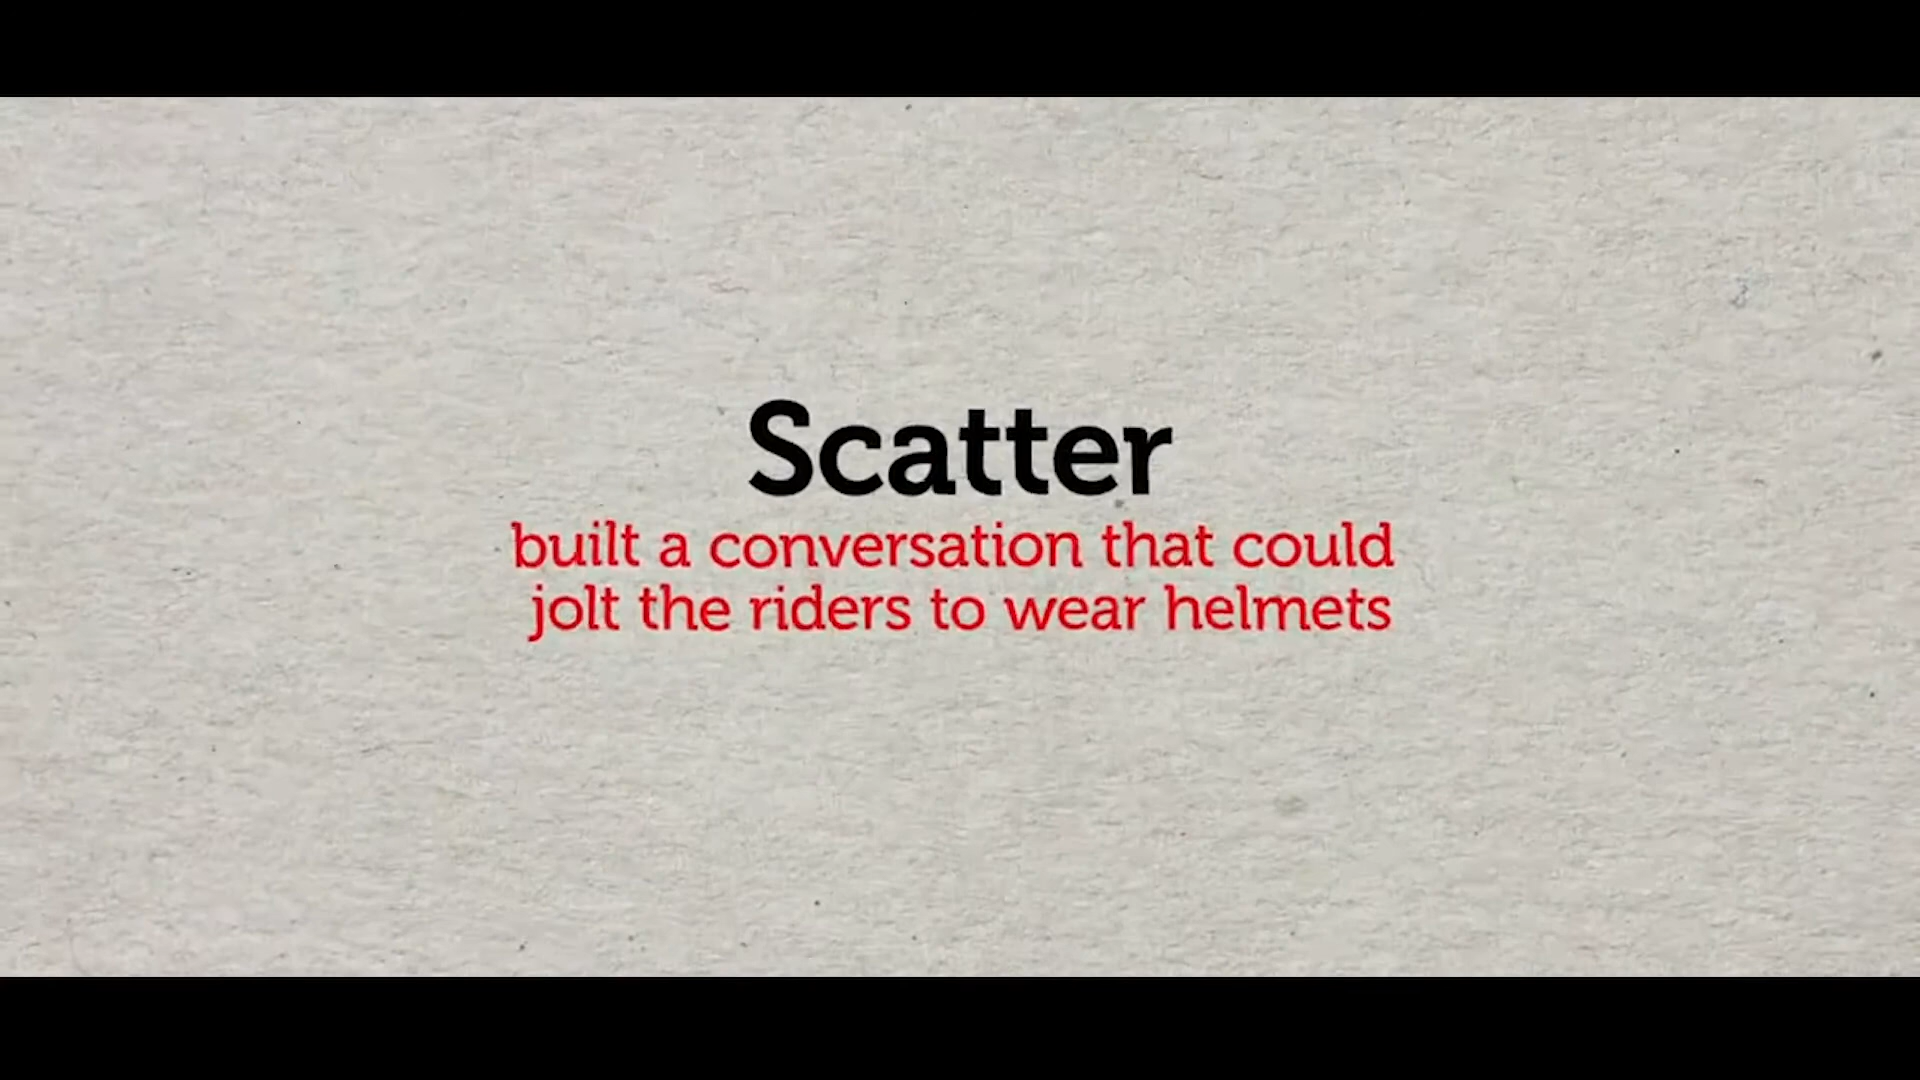 Scatter
built a conversation that could
jolt the riders to wear helmets